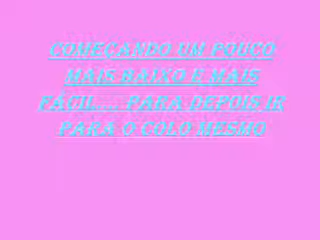 COMEÇANDO UM POUCO
MAIS BAIXO E MAIS
FÁCIL.... PARA DEPOIS IR
PARA O COLO MESMO